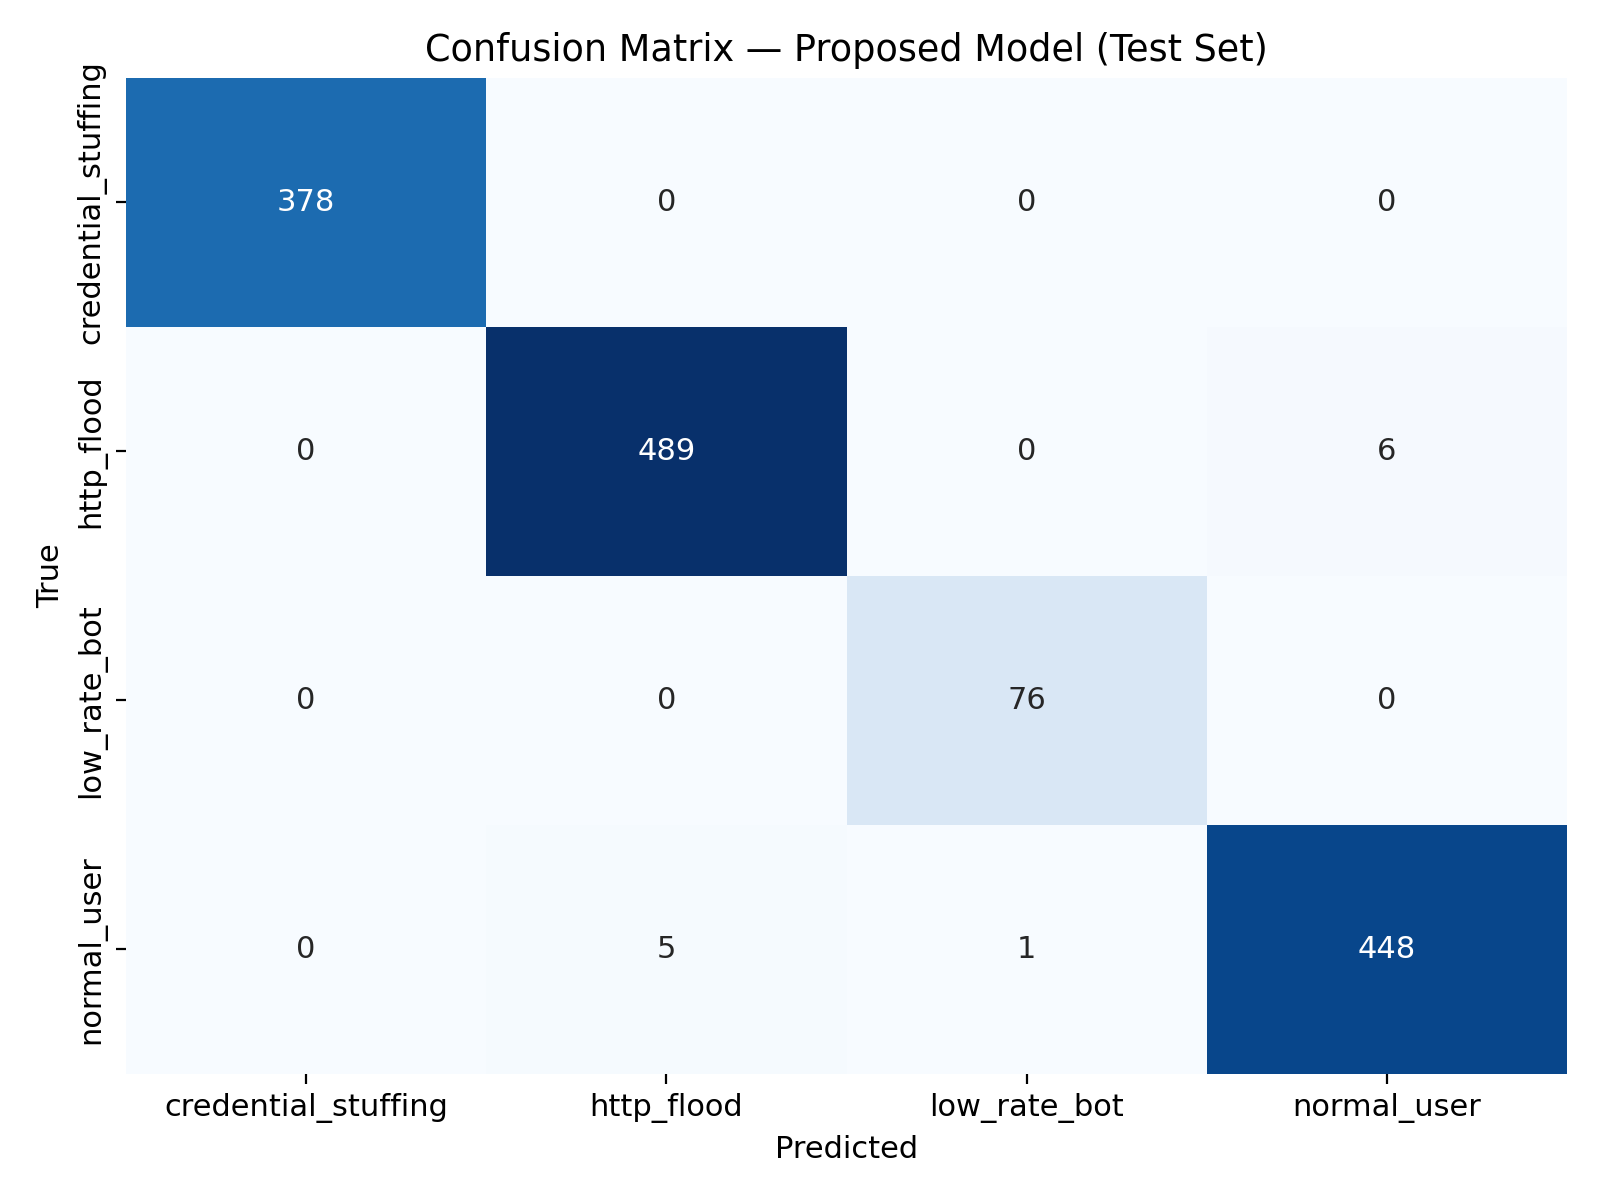 Confusion Matrix — Proposed Model (Test Set)
True
credential_stuffing
378 0 0 0
http_flood
0 489 0 6
low_rate_bot
0 0 76 0
normal_user
0 5 1 448
credential_stuffing http_flood low_rate_bot normal_user
Predicted